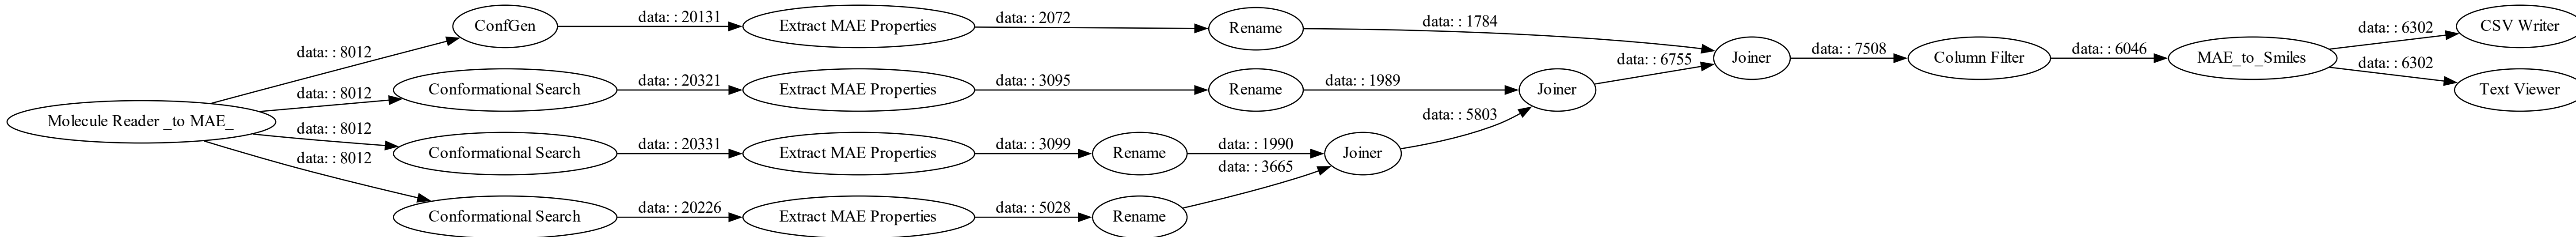 ConfGen
data: : 20131
Extract MAE Properties
data: : 2072
Rename
data: : 1784
data: : 8012
Joiner
data: : 7508
Column Filter
data: : 6046
MAE_to_Smiles
data: : 6302
CSV Writer
data: : 6302
Text Viewer
data: : 8012
Conformational Search
data: : 20321
Extract MAE Properties
data: : 3095
Rename
data: : 1989
Joiner
data: : 6755
Molecule Reader _to MAE_
data: : 8012
Conformational Search
data: : 20331
Extract MAE Properties
data: : 3099
Rename
data: : 1990
Joiner
data: : 5803
data: : 8012
Conformational Search
data: : 20226
Extract MAE Properties
data: : 5028
Rename
data: : 3665